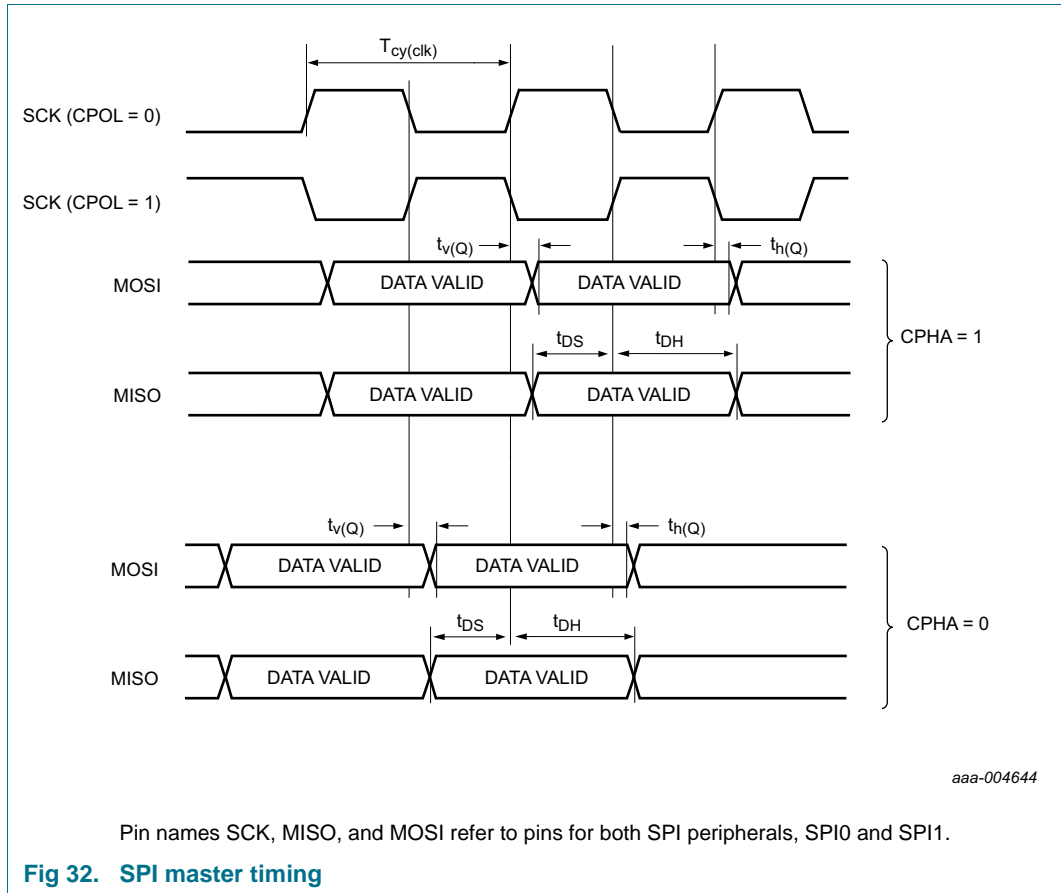 Tcy(clk)
SCK (CPOL = 0)
SCK (CPOL = 1)
tv(Q) th(Q)
MOSI DATA VALID DATA VALID
CPHA = 1
tDS tDH
MISO DATA VALID DATA VALID
tv(Q) th(Q)
MOSI DATA VALID DATA VALID
CPHA = 0
tDS tDH
MISO DATA VALID DATA VALID
aaa-004644
Pin names SCK, MISO, and MOSI refer to pins for both SPI peripherals, SPI0 and SPI1.
Fig 32. SPI master timing